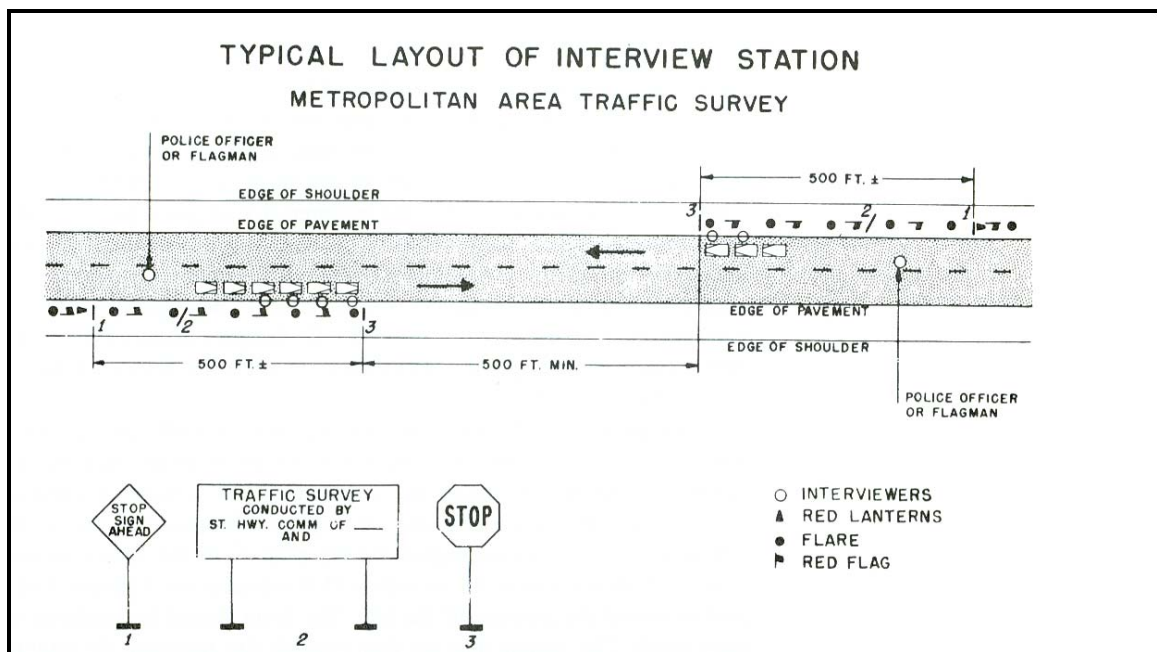 TYPICAL LAYOUT OF INTERVIEW STATION
METROPOLITAN AREA TRAFFIC SURVEY
POLICE OFFICER
OR FLAGMAN
500 FT. ±
EDGE OF SHOULDER
3
2
1
EDGE OF PAVEMENT
1
2
3
EDGE OF PAVEMENT
EDGE OF SHOULDER
500 FT. ±
500 FT. MIN.
POLICE OFFICER
OR FLAGMAN
STOP
SIGN
AHEAD
TRAFFIC SURVEY
CONDUCTED BY
ST. HWY. COMM OF ____
AND
STOP
INTERVIEWERS
RED LANTERNS
FLARE
RED FLAG
1
2
3